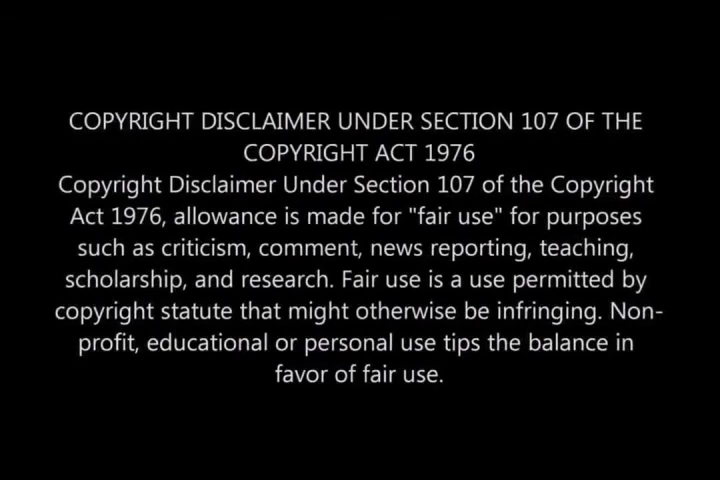 COPYRIGHT DISCLAIMER UNDER SECTION 107 OF THE
COPYRIGHT ACT 1976
Copyright Disclaimer Under Section 107 of the Copyright
Act 1976, allowance is made for "fair use" for purposes
such as criticism, comment, news reporting, teaching,
scholarship, and research. Fair use is a use permitted by
copyright statute that might otherwise be infringing. Non-
profit, educational or personal use tips the balance in
favor of fair use.